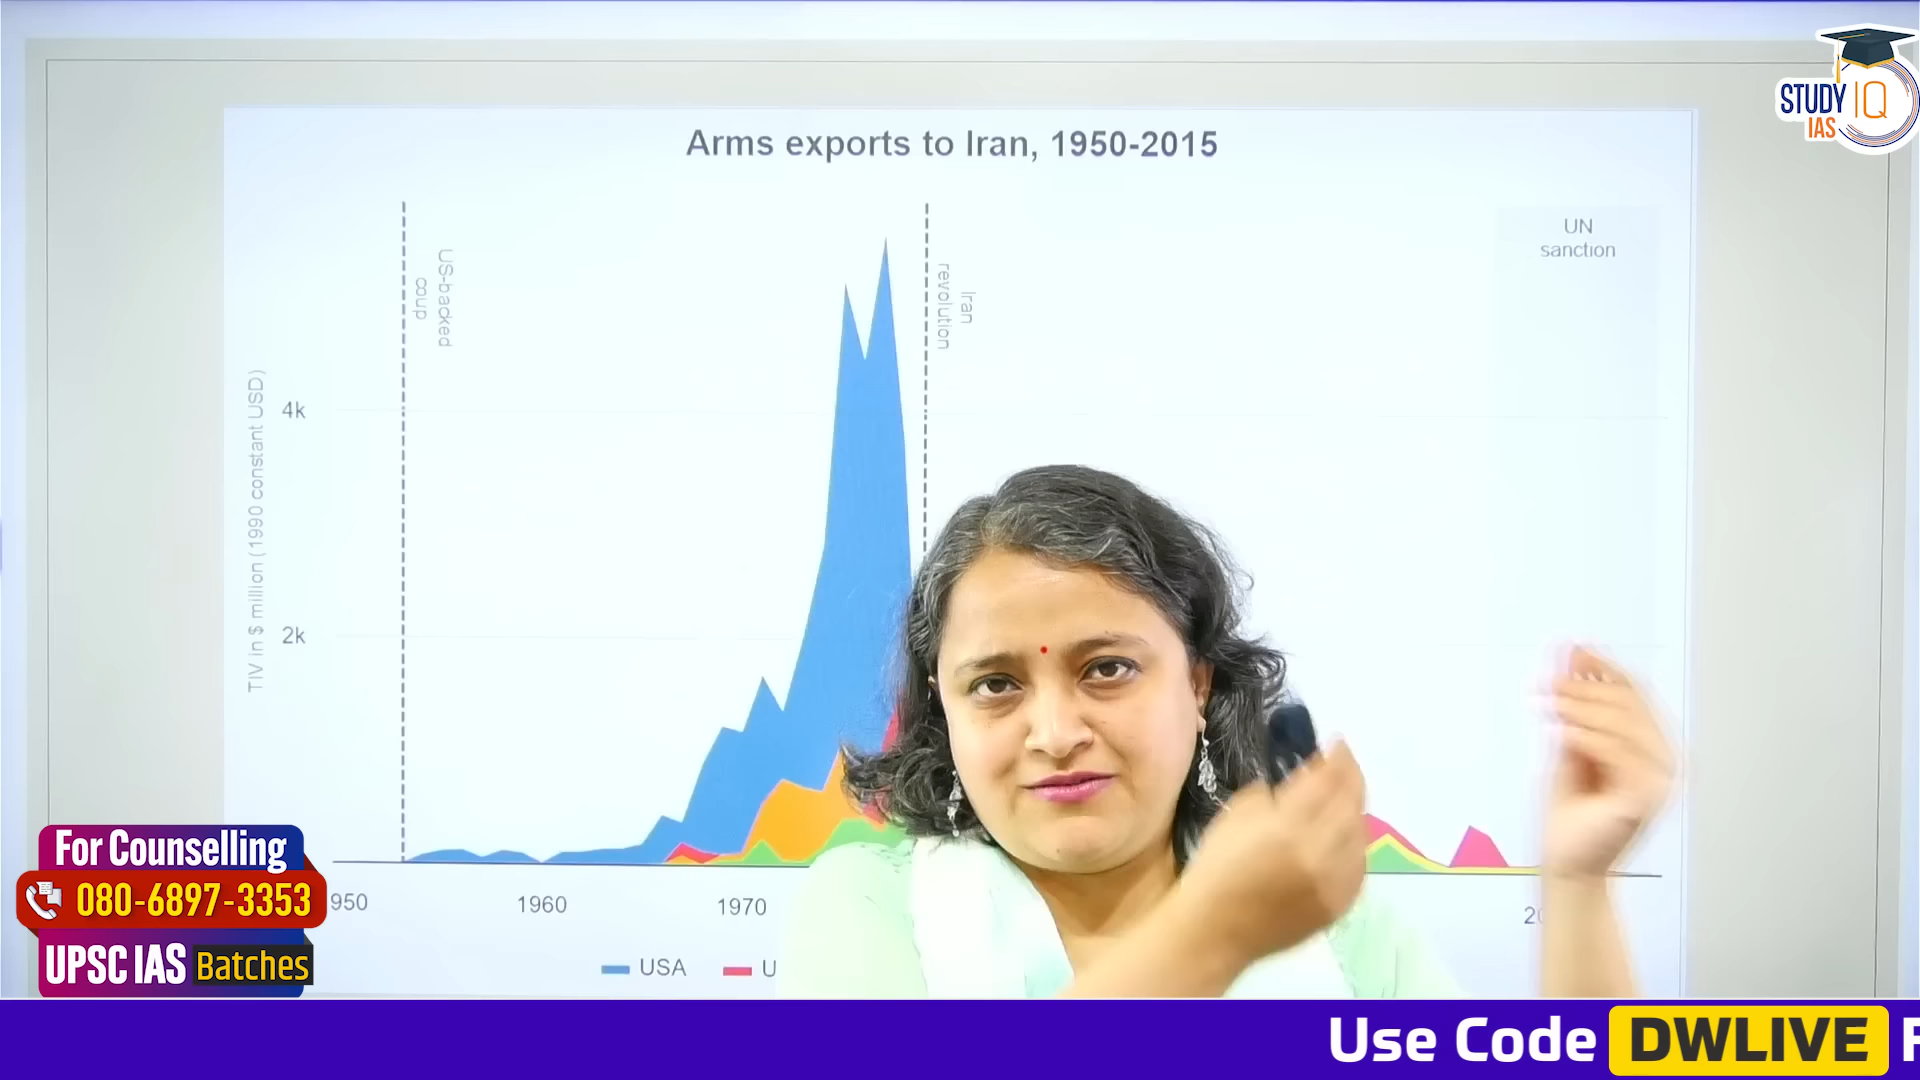 STUDY IQ
IAS
Arms exports to Iran, 1950-2015
UN
sanction
US-backed
coup
Iran
revolution
TIV in $ million (1990 constant USD)
4k
2k
950
1960
1970
20
USA
U
For Counselling
080-6897-3353
UPSC IAS Batches
Use Code DWLIVE F